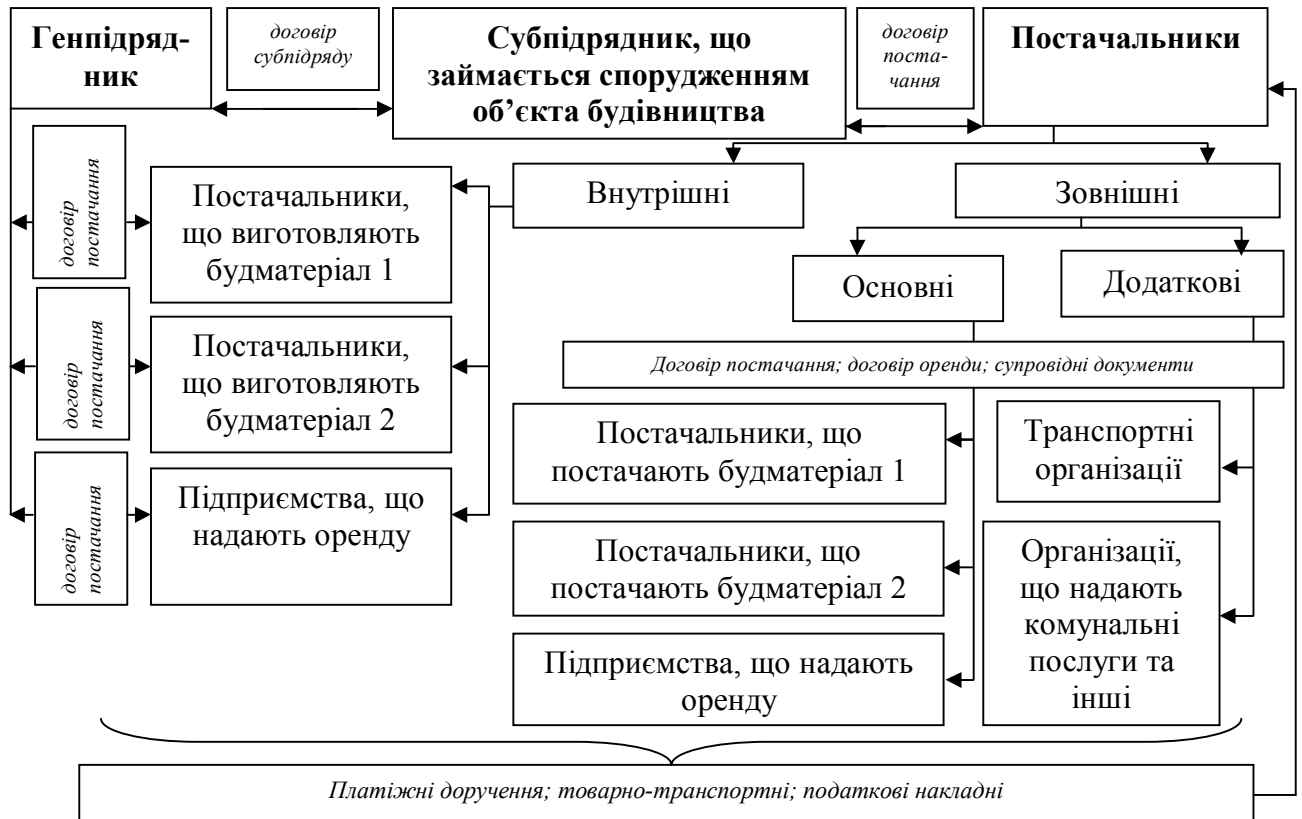 Генпідряд-
ник
договір
субпідряду
Субпідрядник, що
займається спорудженням
об’єкта будівництва
договір
поста-
чання
Постачальники
Внутрішні
Зовнішні
Основні
Додаткові
договір
постачання
Постачальники,
що виготовляють
будматеріал 1
договір
постачання
Постачальники,
що виготовляють
будматеріал 2
договір
постачання
Підприємства, що
надають оренду
Договір постачання; договір оренди; супровідні документи
Постачальники, що
постачають будматеріал 1
Транспортні
організації
Постачальники, що
постачають будматеріал 2
Організації,
що надають
комунальні
послуги та
інші
Підприємства, що надають
оренду
Платіжні доручення; товарно-транспортні; податкові накладні